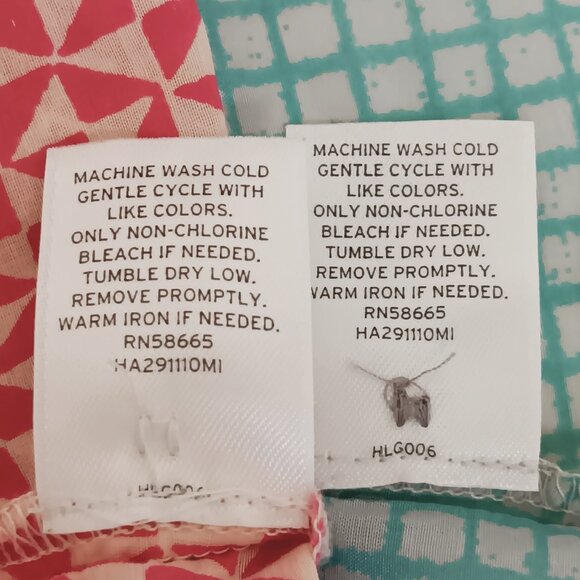 MACHINE WASH COLD
GENTLE CYCLE WITH
LIKE COLORS.
ONLY NON-CHLORINE
BLEACH IF NEEDED.
TUMBLE DRY LOW.
REMOVE PROMPTLY.
WARM IRON IF NEEDED.
RN58665
HA291110MI
HLG006
MACHINE WASH COLD
GENTLE CYCLE WITH
LIKE COLORS.
ONLY NON-CHLORINE
BLEACH IF NEEDED.
TUMBLE DRY LOW.
REMOVE PROMPTLY.
WARM IRON IF NEEDED.
RN58665
HA291110MI
HLG006